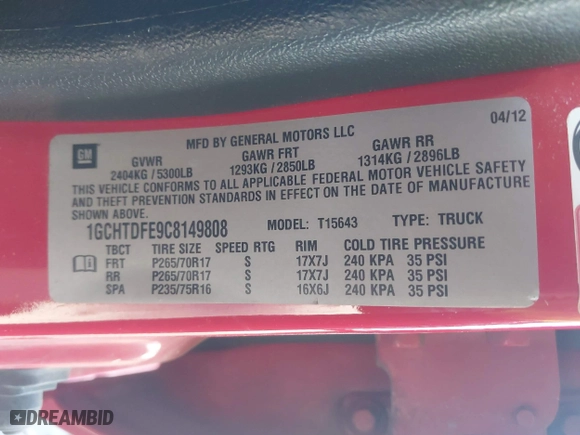 04/12
MFD BY GENERAL MOTORS LLC
GM
GVWR GAWR FRT GAWR RR
2404KG / 5300LB 1293KG / 2850LB 1314KG / 2896LB
THIS VEHICLE CONFORMS TO ALL APPLICABLE FEDERAL MOTOR VEHICLE SAFETY
AND THEFT PREVENTION STANDARDS IN EFFECT ON THE DATE OF MANUFACTURE
SHOWN ABOVE.
1GCHTDFE9C8149808 MODEL: T15643 TYPE: TRUCK
TBCT TIRE SIZE SPEED RTG RIM COLD TIRE PRESSURE
FRT P265/70R17 S 17X7J 240 KPA 35 PSI
RR P265/70R17 S 17X7J 240 KPA 35 PSI
SPA P235/75R16 S 16X6J 240 KPA 35 PSI
DREAMBID